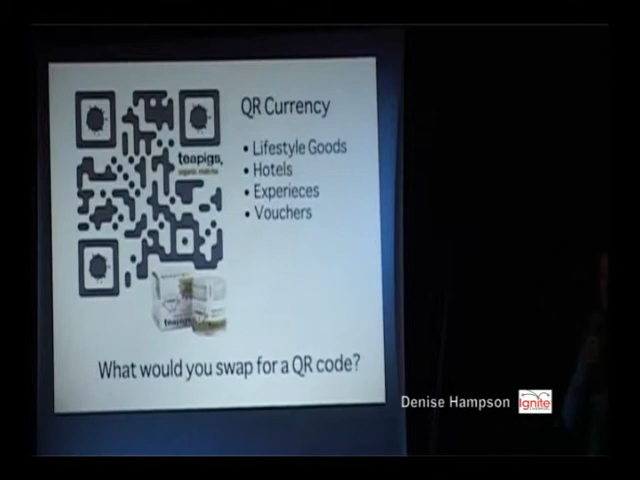 QR Currency
teapigs.
organic matcha
• Lifestyle Goods
• Hotels
• Experieces
• Vouchers
teapigs
What would you swap for a QR code?
Denise Hampson
Ignite